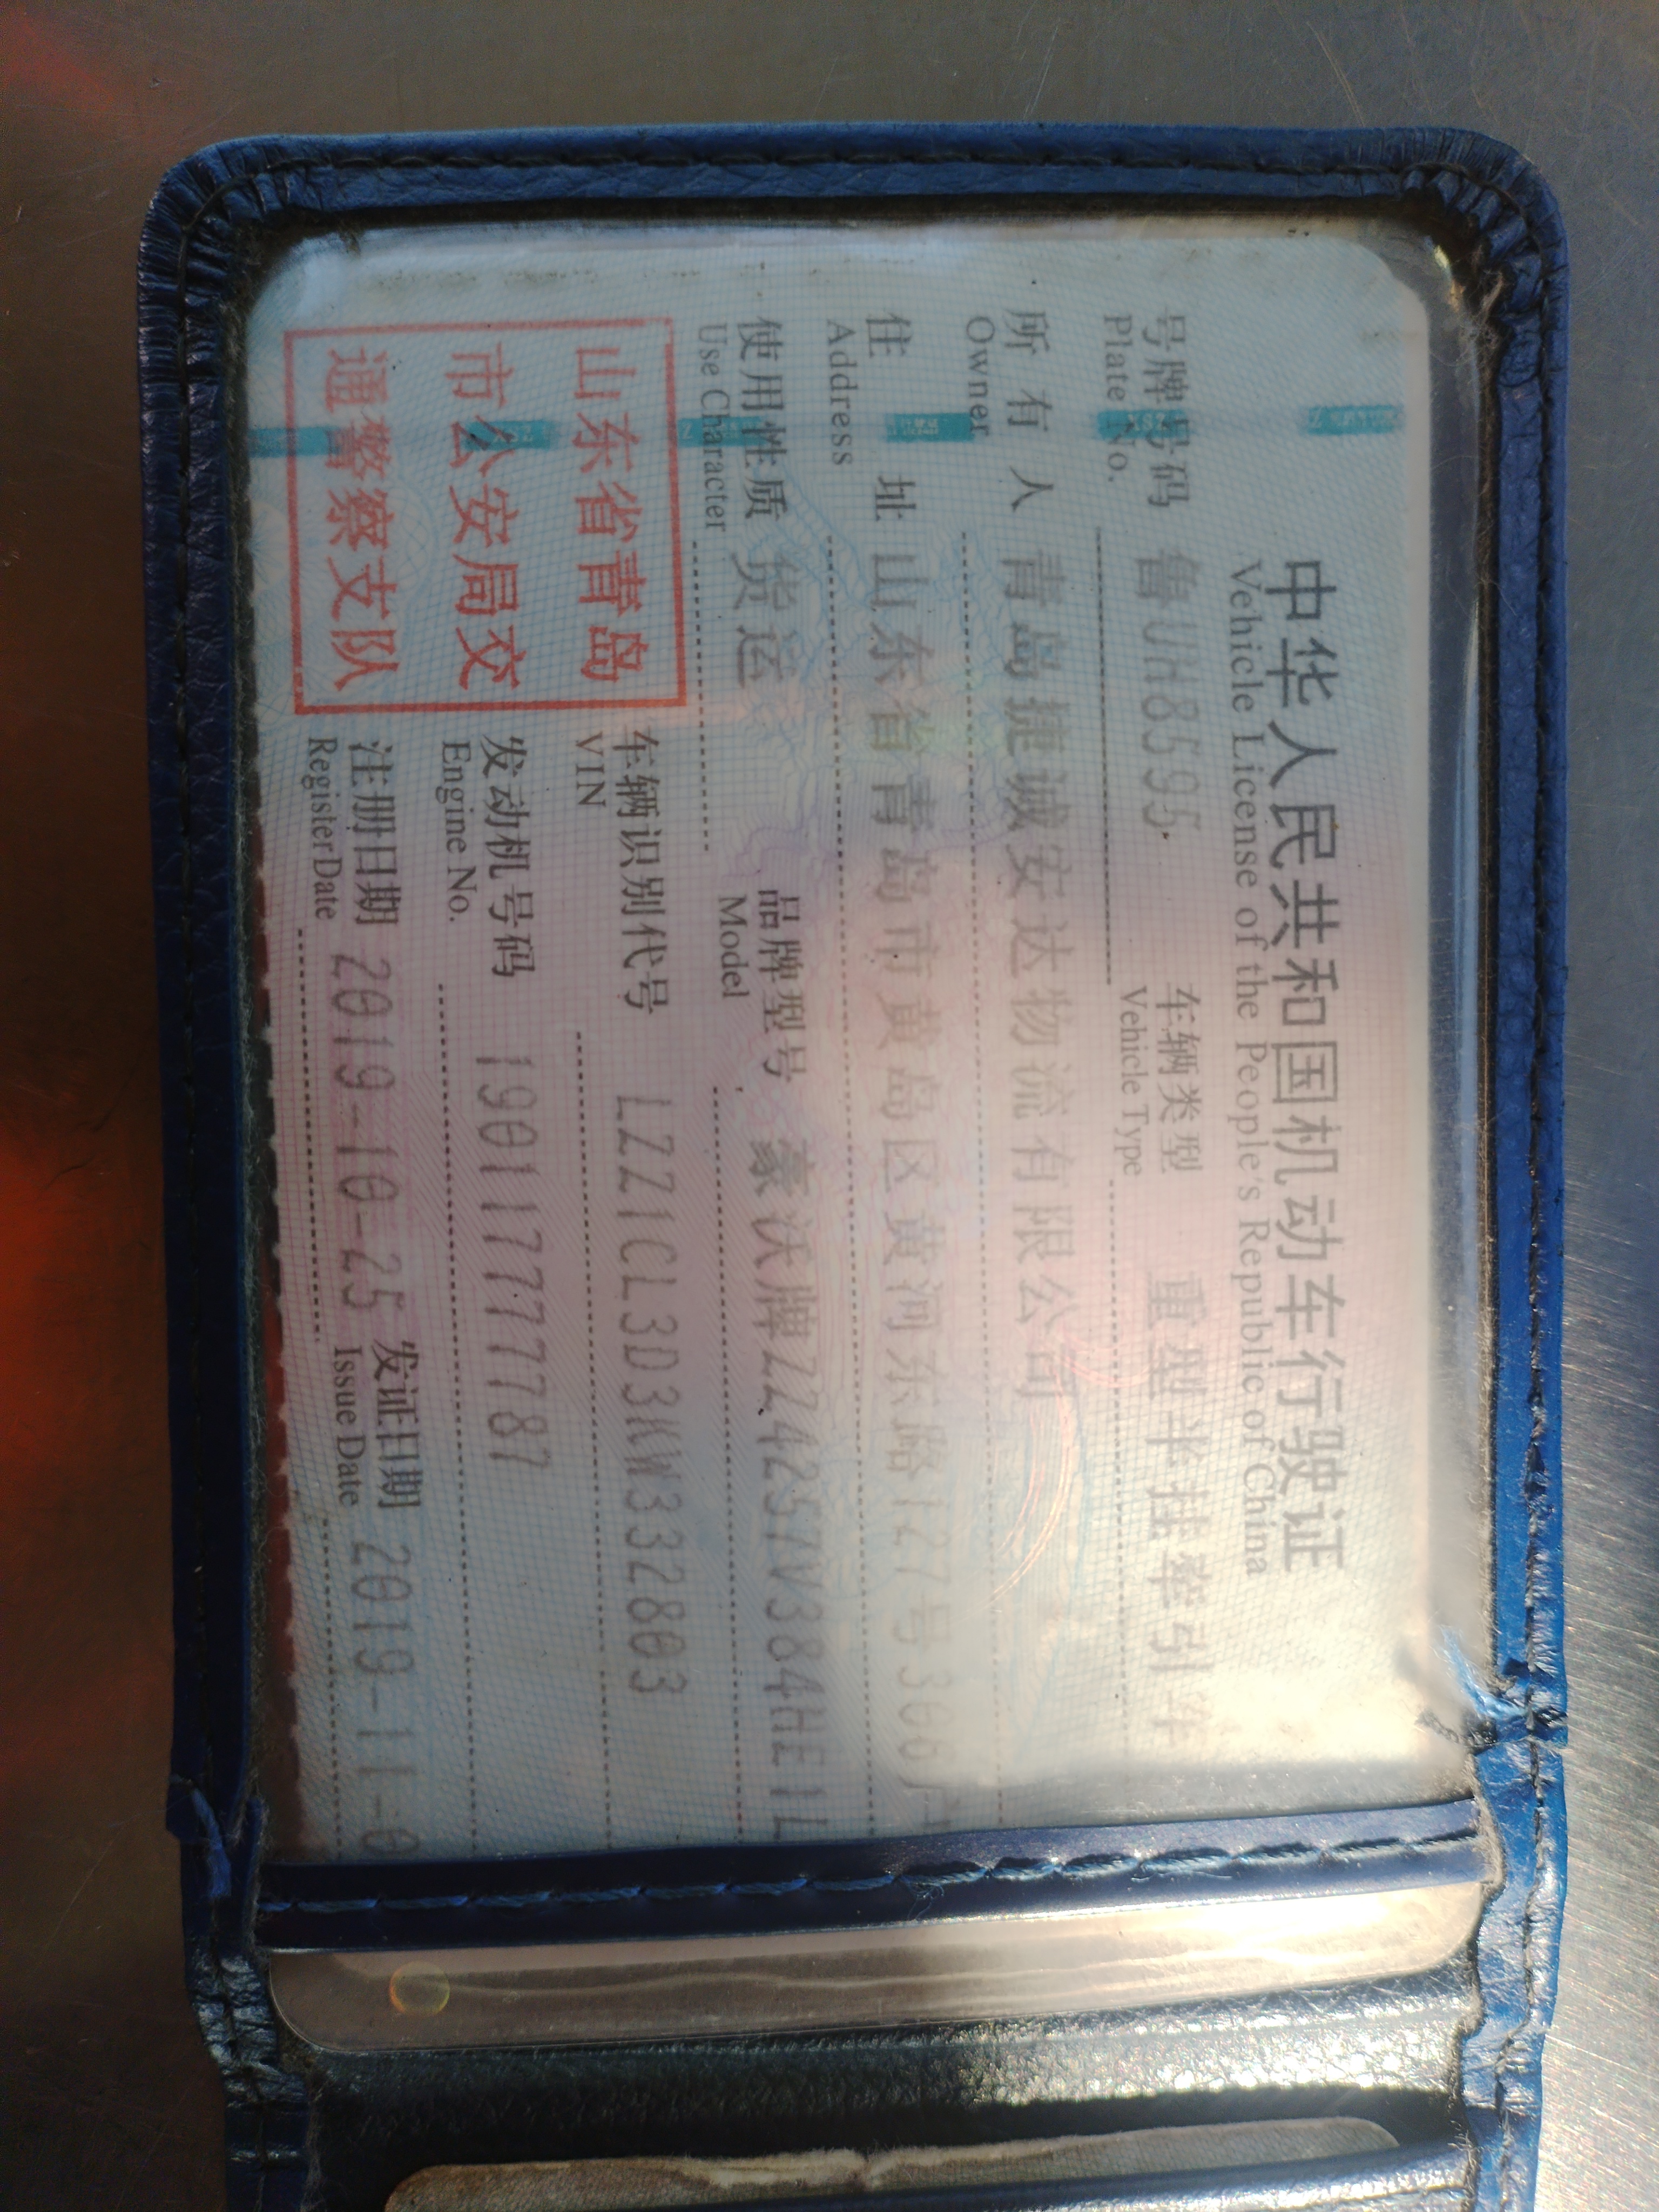 中华人民共和国机动车行驶证
Vehicle License of the People's Republic of China
号牌号码 鲁UH8595 车辆类型 重型半挂牵引车
Plate No. Vehicle Type
所有人 青岛捷诚安达物流有限公司
Owner
住址 山东省青岛市黄岛区黄河东路127号306户
Address
使用性质 货运 品牌型号 豪沃牌ZZ4257V384HE1L
Use Character Model
山东省青岛
市公安局交
通警察支队
车辆识别代号 LZZ1CL3D3KW332803
VIN
发动机号码 190117777787
Engine No.
注册日期 2019-10-25 发证日期 2019-11-0
Register Date Issue Date